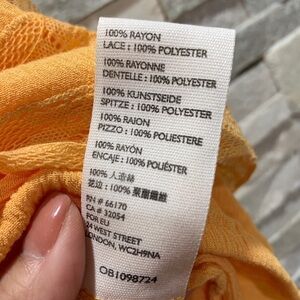 100% RAYON
LACE : 100% POLYESTER
100% RAYONNE
DENTELLE : 100% POLYESTER
100% KUNSTSEIDE
SPITZE : 100% POLYESTER
100% RAION
PIZZO : 100% POLIESTERE
100% RAYÓN
ENCAJE : 100% POLIÉSTER
100% 人造絲
花边 : 100% 聚酯纖維
RN # 66170
CA # 32054
FOR EU
24 WEST STREET
LONDON, WC2H9NA
OB1098724